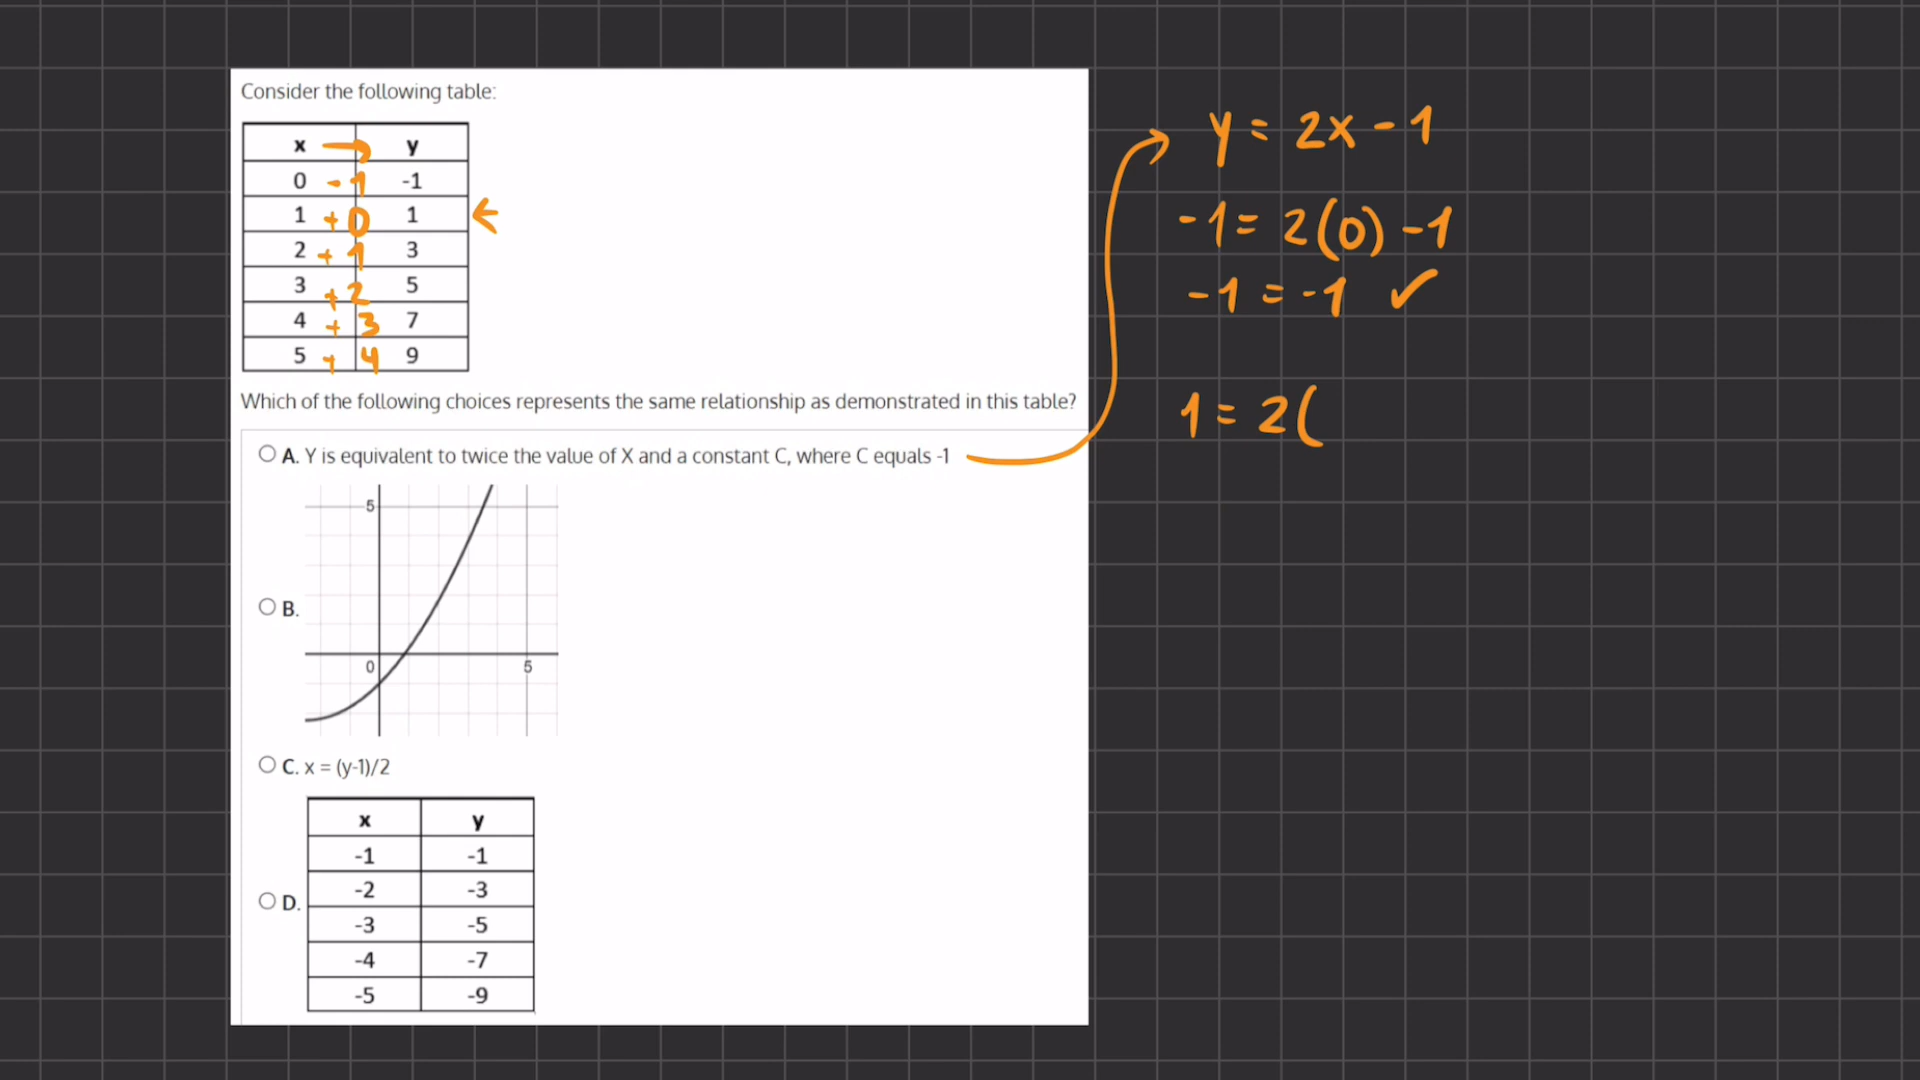 Consider the following table:
x → y
0 -1 -1
1 +0 1 ←
2 +1 3
3 +2 5
4 +3 7
5 +4 9
Which of the following choices represents the same relationship as demonstrated in this table?
A. Y is equivalent to twice the value of X and a constant C, where C equals -1
5
0 5
B.
C. x = (y-1)/2
D.
x y
-1 -1
-2 -3
-3 -5
-4 -7
-5 -9
y = 2x - 1
-1 = 2(0) -1
-1 = -1 ✓
1 = 2(